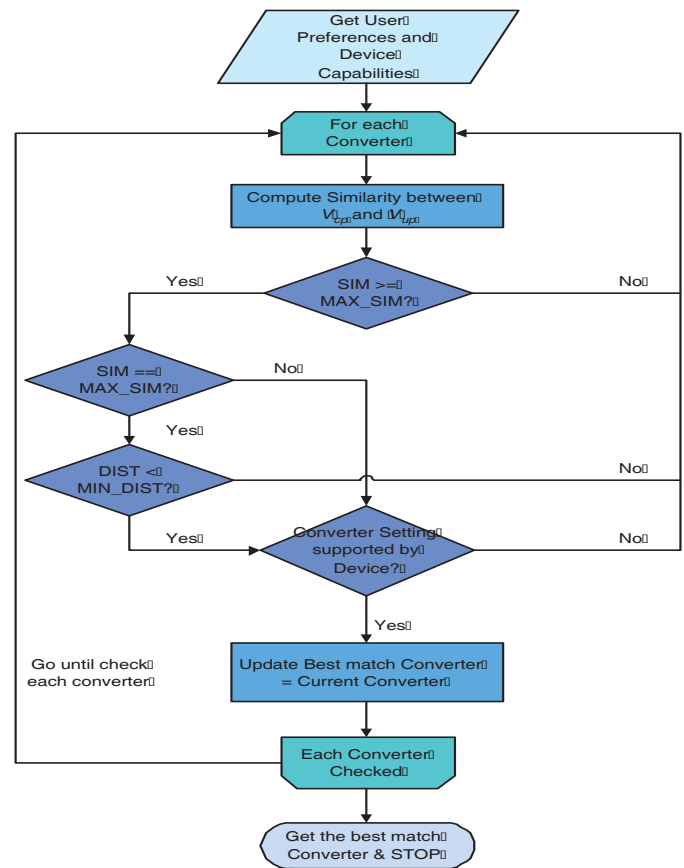 Get User
Preferences and
Device
Capabilities
For each
Converter
Compute Similarity between
Vcp and Vup
SIM >=
MAX_SIM?
Yes
No
SIM ==
MAX_SIM?
No
Yes
DIST <
MIN_DIST?
No
Yes
Converter Setting
supported by
Device?
No
Yes
Go until check
each converter
Update Best match Converter
= Current Converter
Each Converter
Checked
Get the best match
Converter & STOP